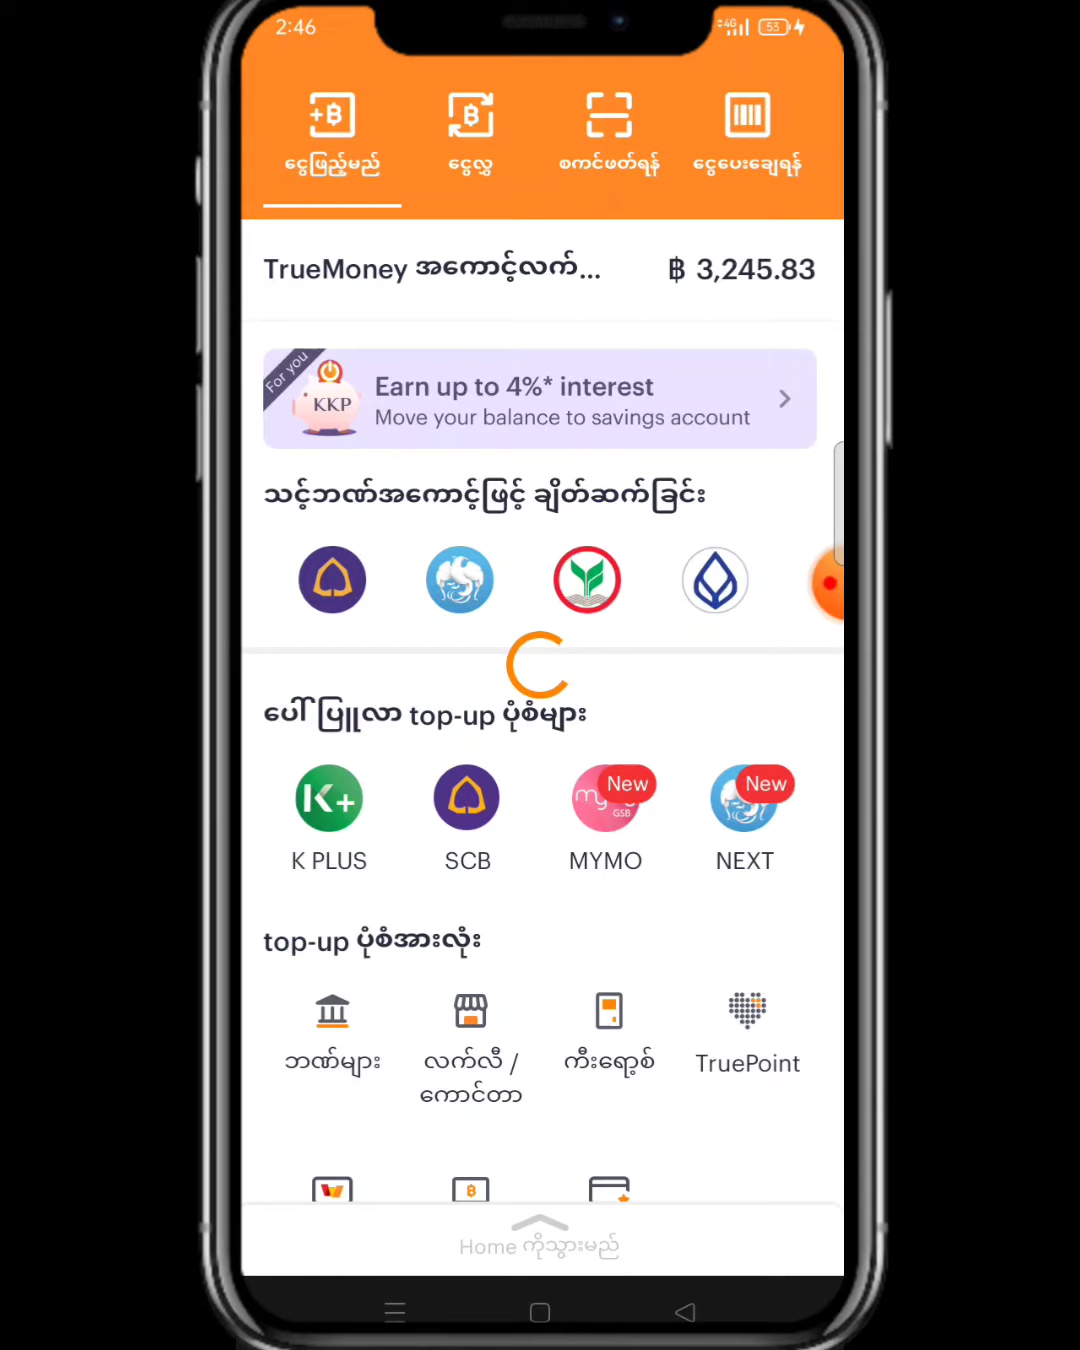 2:46
4G
53
+฿
฿
ငွေဖြည့်မည်
ငွေလွှ
စကင်ဖတ်ရန်
ငွေပေးချေရန်
TrueMoney အကောင့်လက်...
฿ 3,245.83
For you
KKP
Earn up to 4%* interest
Move your balance to savings account
သင့်ဘဏ်အကောင့်ဖြင့် ချိတ်ဆက်ခြင်း
ပေါ်ပြူလာ top-up ပုံစံများ
K+
my
GSB
New
New
K PLUS
SCB
MYMO
NEXT
top-up ပုံစံအားလုံး
ဘဏ်များ
လက်လီ /
ကောင်တာ
ကီးရော့စ်
TruePoint
฿
Home ကိုသွားမည်